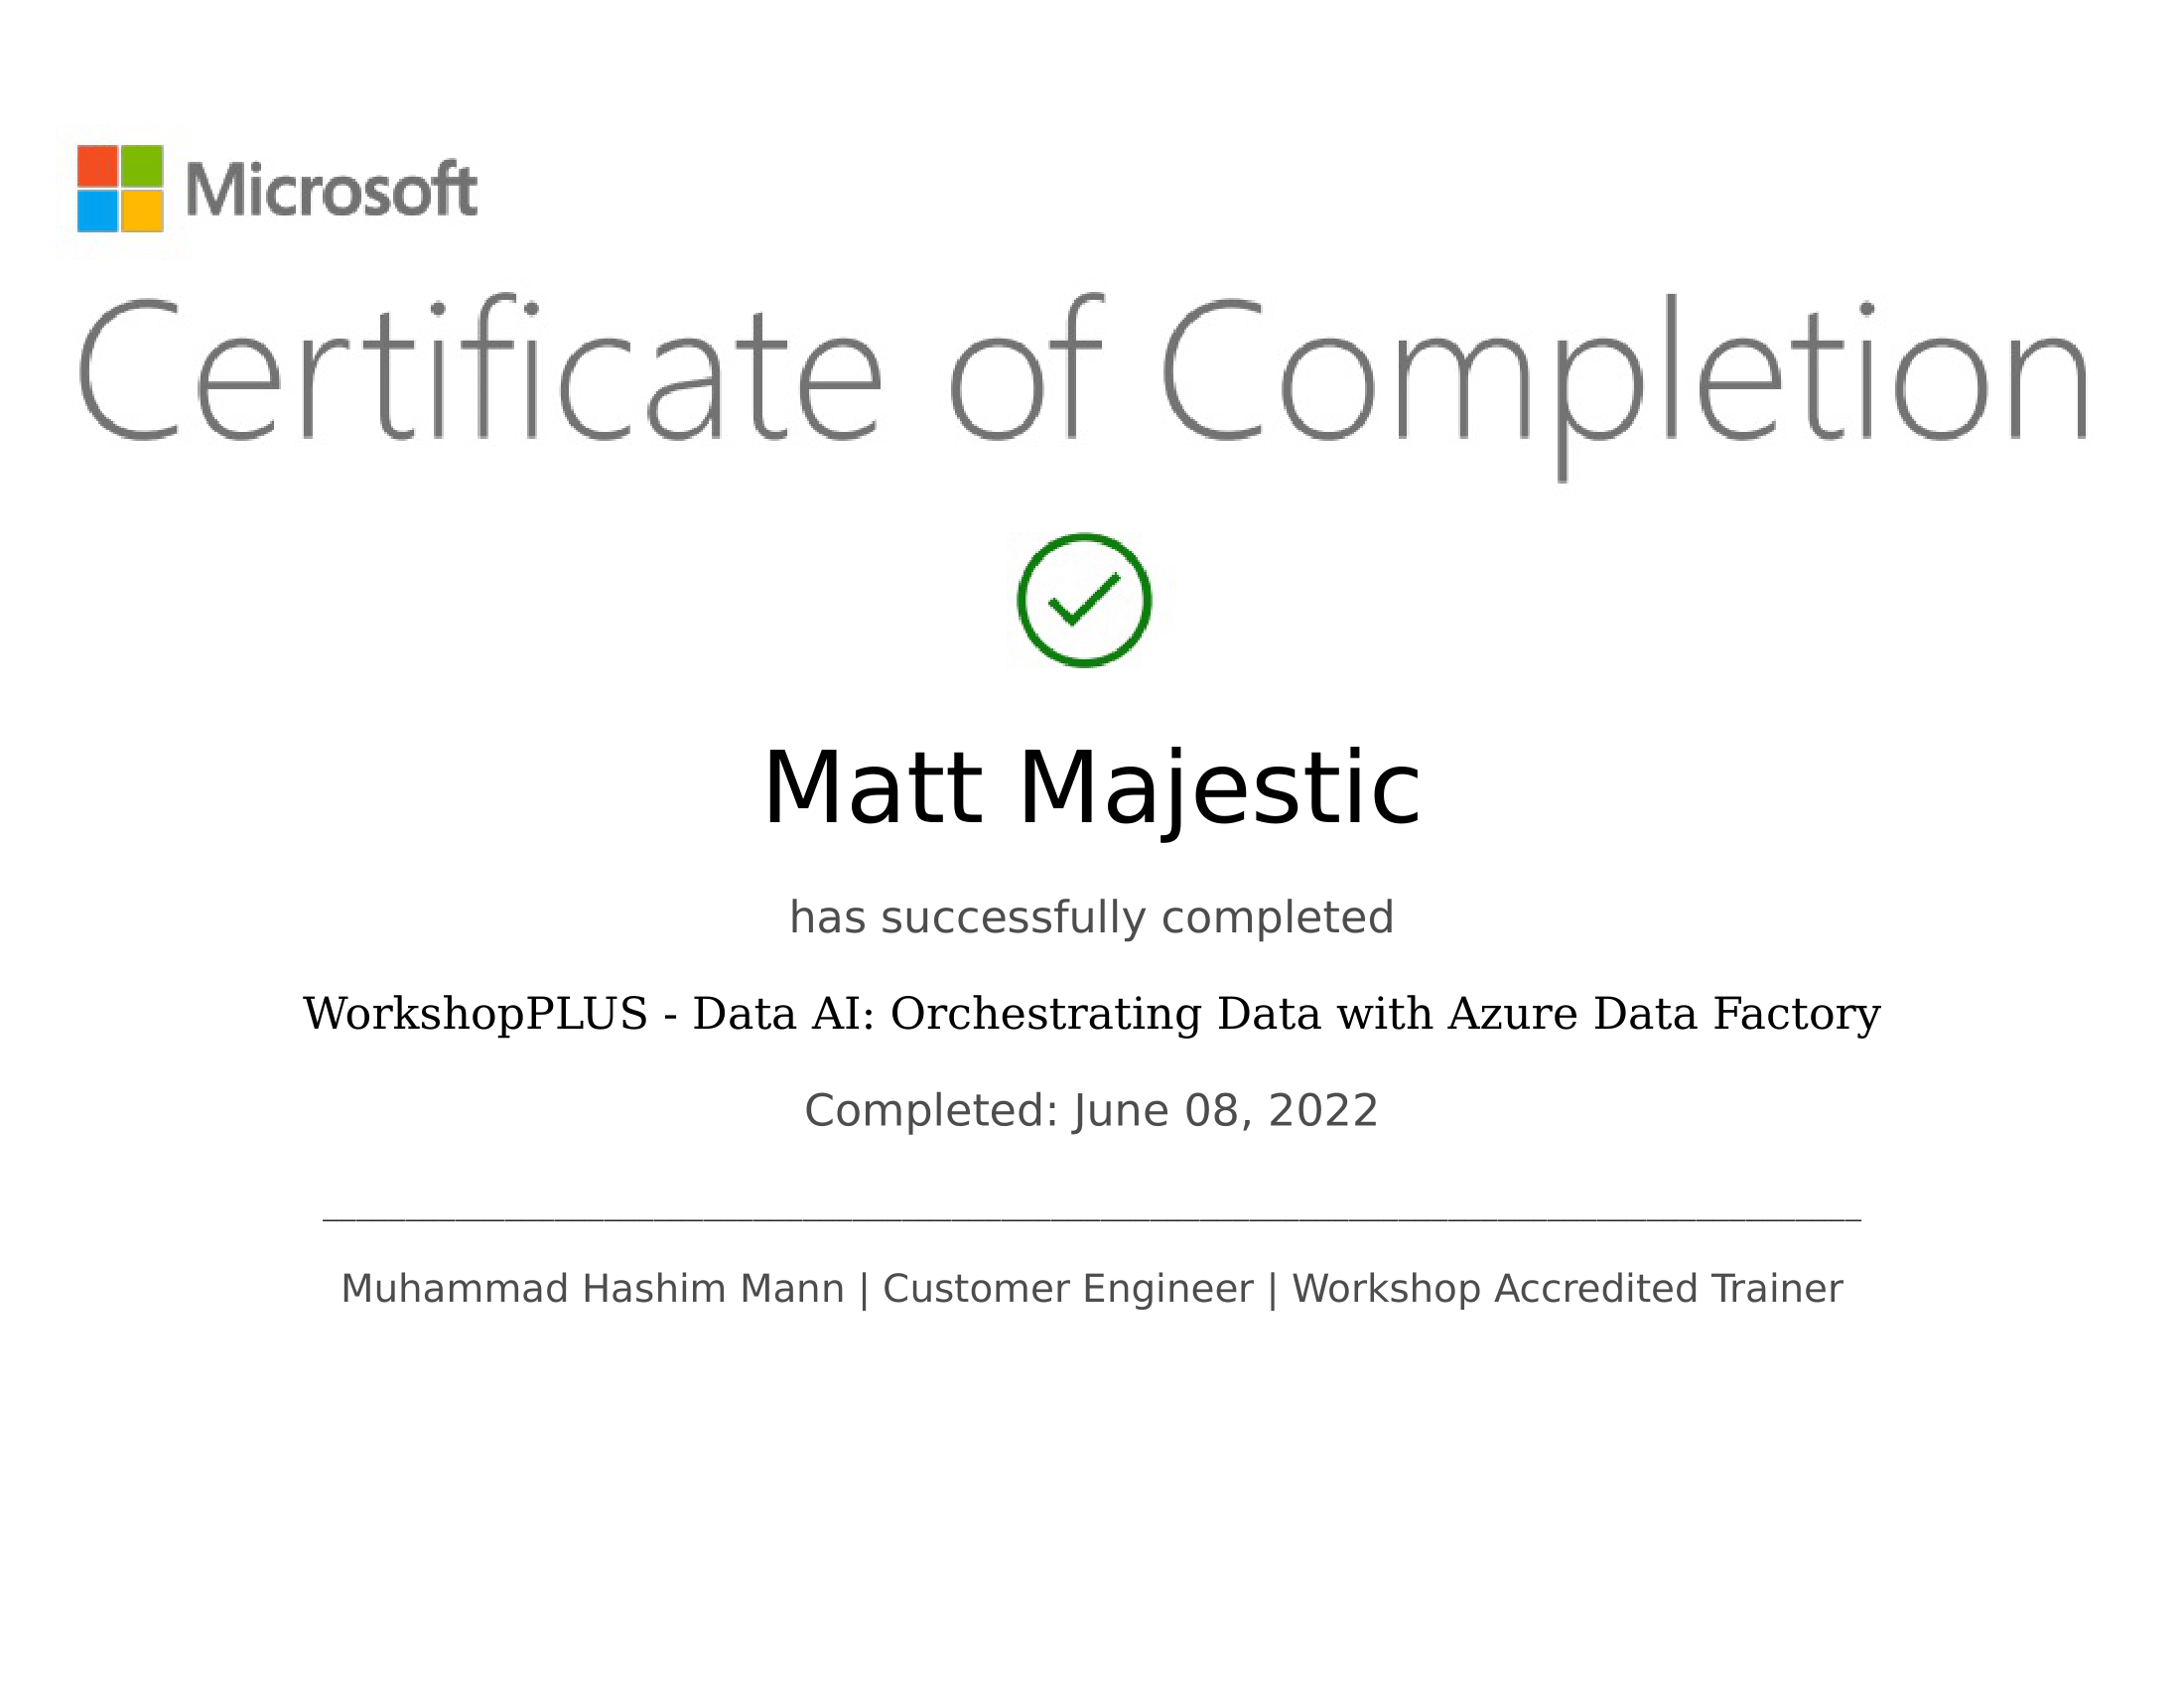 Microsoft
Certificate of Completion
Matt Majestic
has successfully completed
WorkshopPLUS - Data AI: Orchestrating Data with Azure Data Factory
Completed: June 08, 2022
Muhammad Hashim Mann | Customer Engineer | Workshop Accredited Trainer